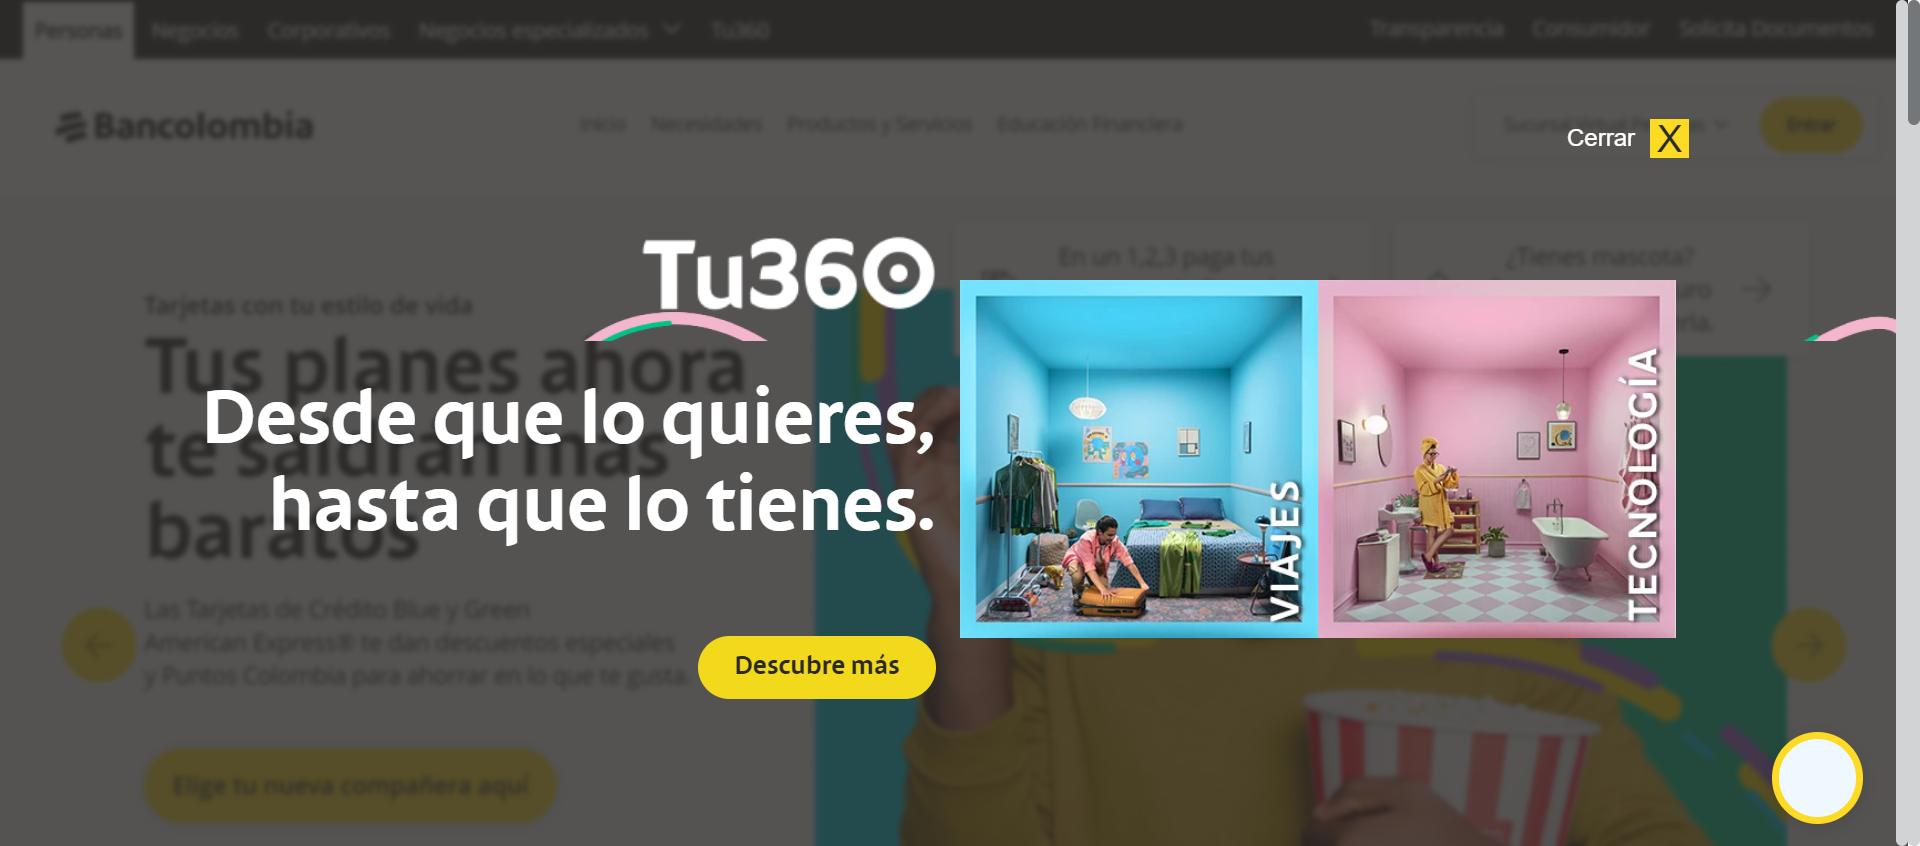 Personas
Negocios
Corporativos
Negocios especializados
Tu360
Transparencia
Consumidor
Solicita Documentos
Bancolombia
Inicio
Necesidades
Productos y Servicios
Educación Financiera
Sucursal Virtual
Entrar
Cerrar X
Tu360
En un 1,2,3 paga tus
¿Tienes mascota?
Tarjetas con tu estilo de vida
Tus planes ahora
te saldrán más
baratos
Desde que lo quieres,
hasta que lo tienes.
VIAJES
TECNOLOGÍA
Las Tarjetas de Crédito Blue y Green
American Express® te dan descuentos especiales
y Puntos Colombia para ahorrar en lo que te gusta.
Descubre más
Elige tu nueva compañera aquí